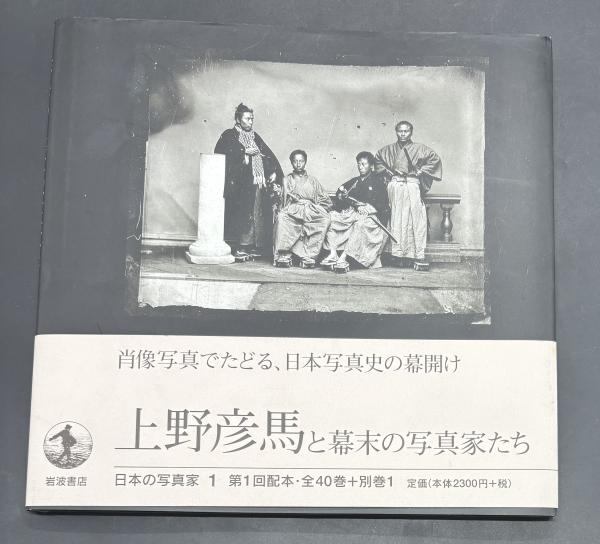 肖像写真でたどる、日本写真史の幕開け
上野彦馬と幕末の写真家たち
岩波書店
日本の写真家 1 第1回配本・全40巻+別巻1 定価(本体2300円+税)